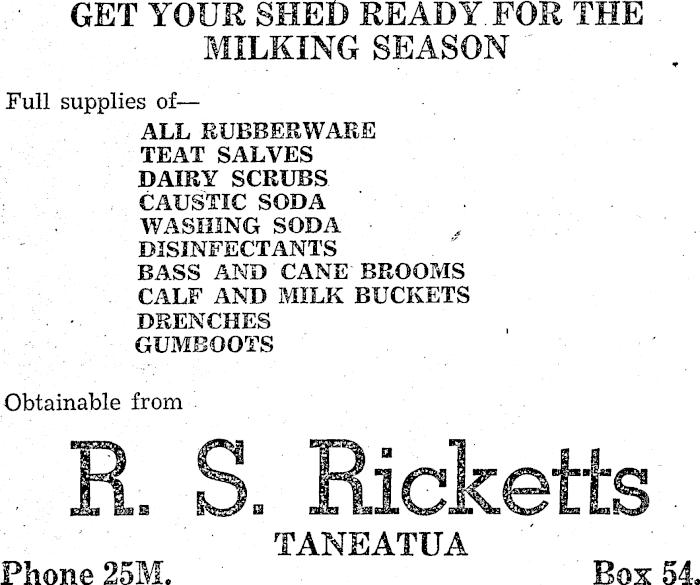 GET YOUR SHED READY FOR THE
MILKING SEASON
Full supplies of—
ALL RUBBERWARE
TEAT SALVES
DAIRY SCRUBS
CAUSTIC SODA
WASHING SODA
DISINFECTANTS
BASS AND CANE BROOMS
CALF AND MILK BUCKETS
DRENCHES
GUMBOOTS
Obtainable from
R. S. Ricketts
TANEATUA
Phone 25M. Box 54.